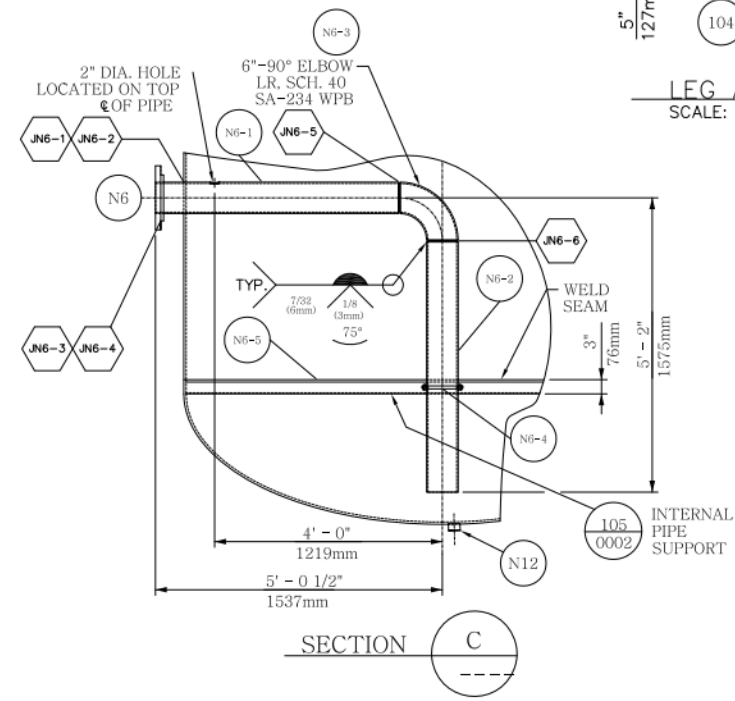 5"
127m
104
LEG
SCALE:
N6-3
2" DIA. HOLE
LOCATED ON TOP
℄ OF PIPE
6"-90° ELBOW
LR, SCH. 40
SA-234 WPB
JN6-1
JN6-2
N6-1
JN6-5
N6
JN6-6
TYP.
7/32
(6mm)
1/8
(3mm)
75°
N6-2
WELD
SEAM
JN6-3
JN6-4
N6-5
3"
76mm
5' - 2"
1575mm
N6-4
105
0002
INTERNAL
PIPE
SUPPORT
4' - 0"
1219mm
N12
5' - 0 1/2"
1537mm
SECTION
C
----